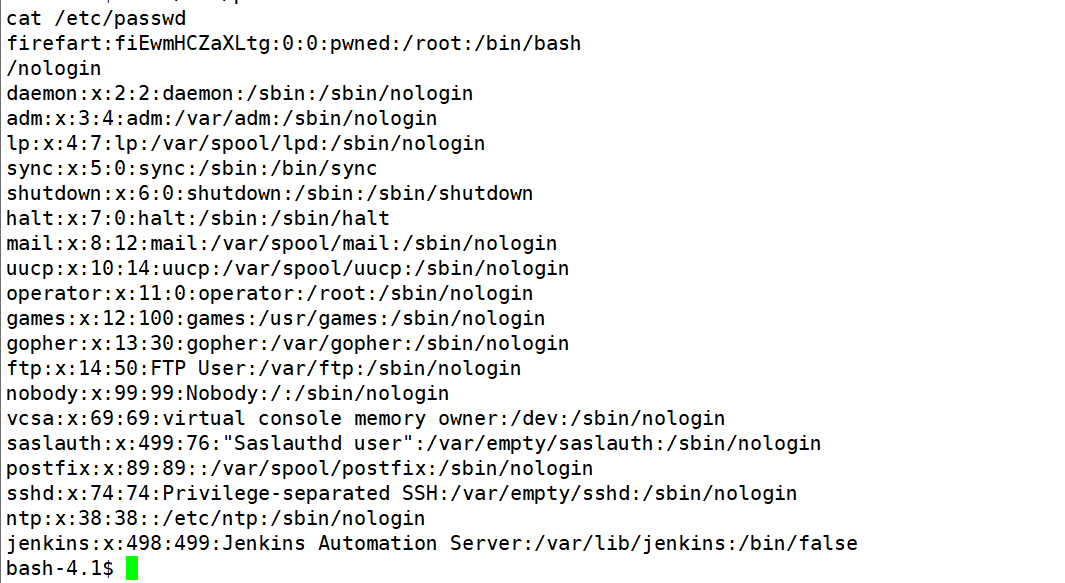 cat /etc/passwd
firefart:fiEwmHCZaXLtg:0:0:pwned:/root:/bin/bash
/nologin
daemon:x:2:2:daemon:/sbin:/sbin/nologin
adm:x:3:4:adm:/var/adm:/sbin/nologin
lp:x:4:7:lp:/var/spool/lpd:/sbin/nologin
sync:x:5:0:sync:/sbin:/bin/sync
shutdown:x:6:0:shutdown:/sbin:/sbin/shutdown
halt:x:7:0:halt:/sbin:/sbin/halt
mail:x:8:12:mail:/var/spool/mail:/sbin/nologin
uucp:x:10:14:uucp:/var/spool/uucp:/sbin/nologin
operator:x:11:0:operator:/root:/sbin/nologin
games:x:12:100:games:/usr/games:/sbin/nologin
gopher:x:13:30:gopher:/var/gopher:/sbin/nologin
ftp:x:14:50:FTP User:/var/ftp:/sbin/nologin
nobody:x:99:99:Nobody:/:/sbin/nologin
vcsa:x:69:69:virtual console memory owner:/dev:/sbin/nologin
saslauth:x:499:76:"Saslauthd user":/var/empty/saslauth:/sbin/nologin
postfix:x:89:89::/var/spool/postfix:/sbin/nologin
sshd:x:74:74:Privilege-separated SSH:/var/empty/sshd:/sbin/nologin
ntp:x:38:38::/etc/ntp:/sbin/nologin
jenkins:x:498:499:Jenkins Automation Server:/var/lib/jenkins:/bin/false
bash-4.1$